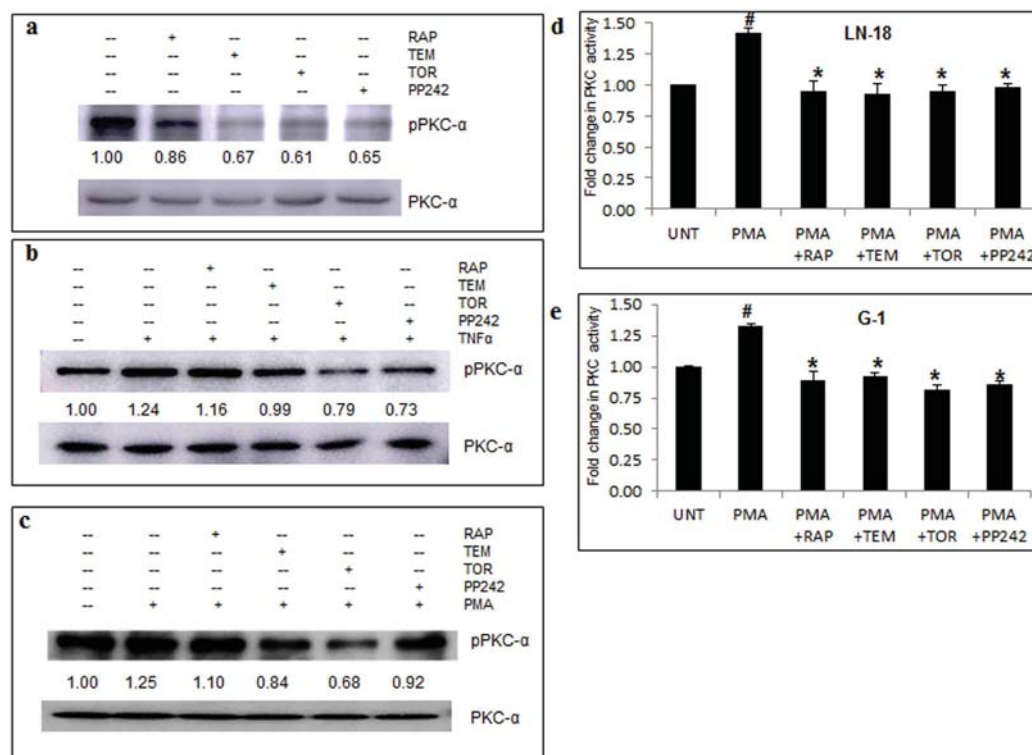 a
-- + -- -- -- RAP
-- -- + -- -- TEM
-- -- -- + -- TOR
-- -- -- -- + PP242
pPKC-α
1.00 0.86 0.67 0.61 0.65
PKC-α
b
-- -- + -- -- -- RAP
-- -- -- + -- -- TEM
-- -- -- -- + -- TOR
-- -- -- -- -- + PP242
-- + + + + + TNFα
pPKC-α
1.00 1.24 1.16 0.99 0.79 0.73
PKC-α
c
-- -- + -- -- -- RAP
-- -- -- + -- -- TEM
-- -- -- -- + -- TOR
-- -- -- -- -- + PP242
-- + + + + + PMA
pPKC-α
1.00 1.25 1.10 0.84 0.68 0.92
PKC-α
d
LN-18
Fold change in PKC activity
1.50
1.25
1.00
0.75
0.50
0.25
0.00
# * * * *
UNT PMA PMA PMA PMA PMA
+RAP +TEM +TOR +PP242
e
G-1
Fold change in PKC activity
1.50
1.25
1.00
0.75
0.50
0.25
0.00
# * * * *
UNT PMA PMA PMA PMA PMA
+RAP +TEM +TOR +PP242